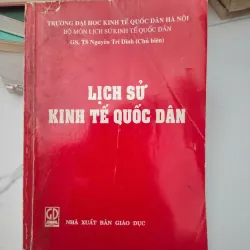 TRƯỜNG ĐẠI HỌC KINH TẾ QUỐC DÂN HÀ NỘI
BỘ MÔN LỊCH SỬ KINH TẾ QUỐC DÂN
GS. TS Nguyễn Trí Dĩnh (Chủ biên)
LỊCH SỬ
KINH TẾ QUỐC DÂN
GD
NHÀ XUẤT BẢN GIÁO DỤC